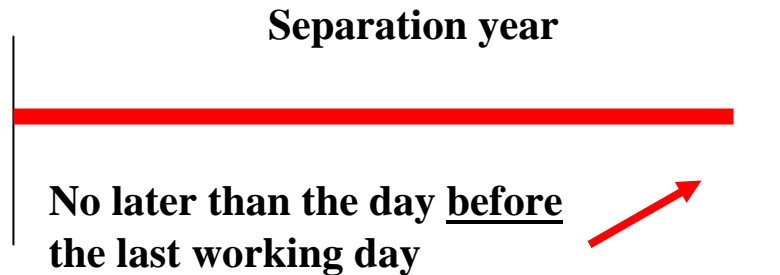 Separation year
No later than the day before
the last working day